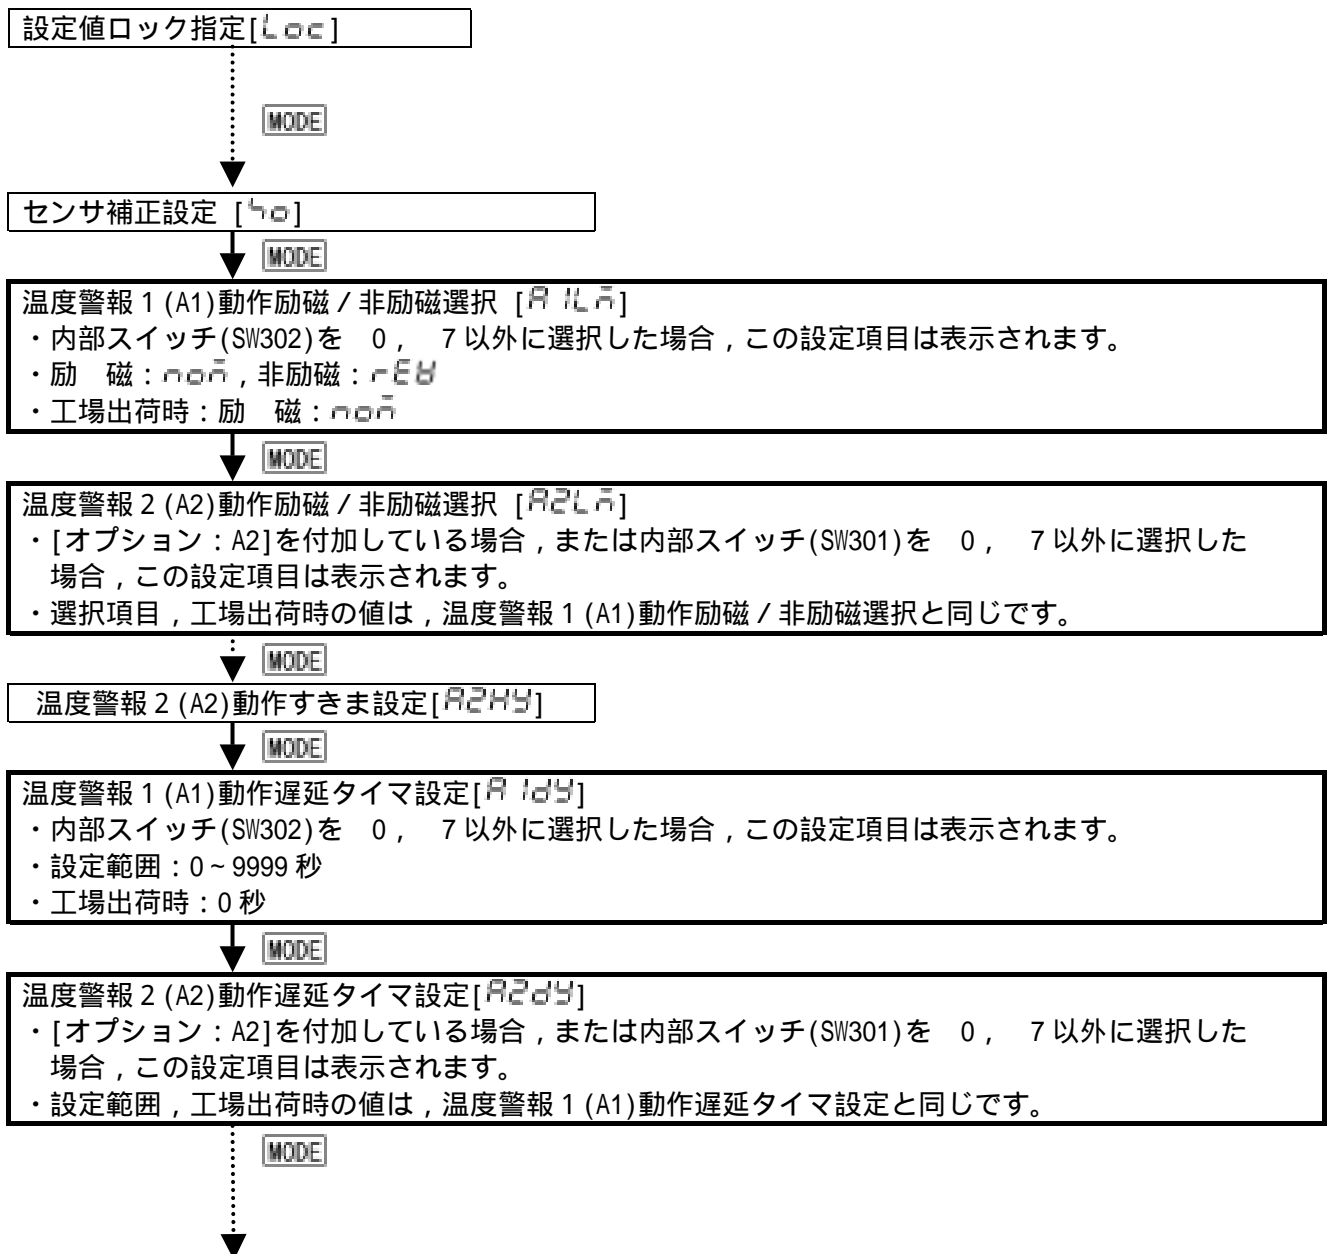 設定値ロック指定[Loc]
MODE
センサ補正設定 [so]
MODE
温度警報1(A1)動作励磁/非励磁選択 [A1Lm]
・内部スイッチ(SW302)を 0, 7以外に選択した場合,この設定項目は表示されます。
・励 磁:nom,非励磁:rEV
・工場出荷時:励 磁:nom
MODE
温度警報2(A2)動作励磁/非励磁選択 [A2Lm]
・[オプション:A2]を付加している場合,または内部スイッチ(SW301)を 0, 7以外に選択した
場合,この設定項目は表示されます。
・選択項目,工場出荷時の値は,温度警報1(A1)動作励磁/非励磁選択と同じです。
MODE
温度警報2(A2)動作すきま設定[A2HY]
MODE
温度警報1(A1)動作遅延タイマ設定[A1dY]
・内部スイッチ(SW302)を 0, 7以外に選択した場合,この設定項目は表示されます。
・設定範囲:0~9999秒
・工場出荷時:0秒
MODE
温度警報2(A2)動作遅延タイマ設定[A2dY]
・[オプション:A2]を付加している場合,または内部スイッチ(SW301)を 0, 7以外に選択した
場合,この設定項目は表示されます。
・設定範囲,工場出荷時の値は,温度警報1(A1)動作遅延タイマ設定と同じです。
MODE